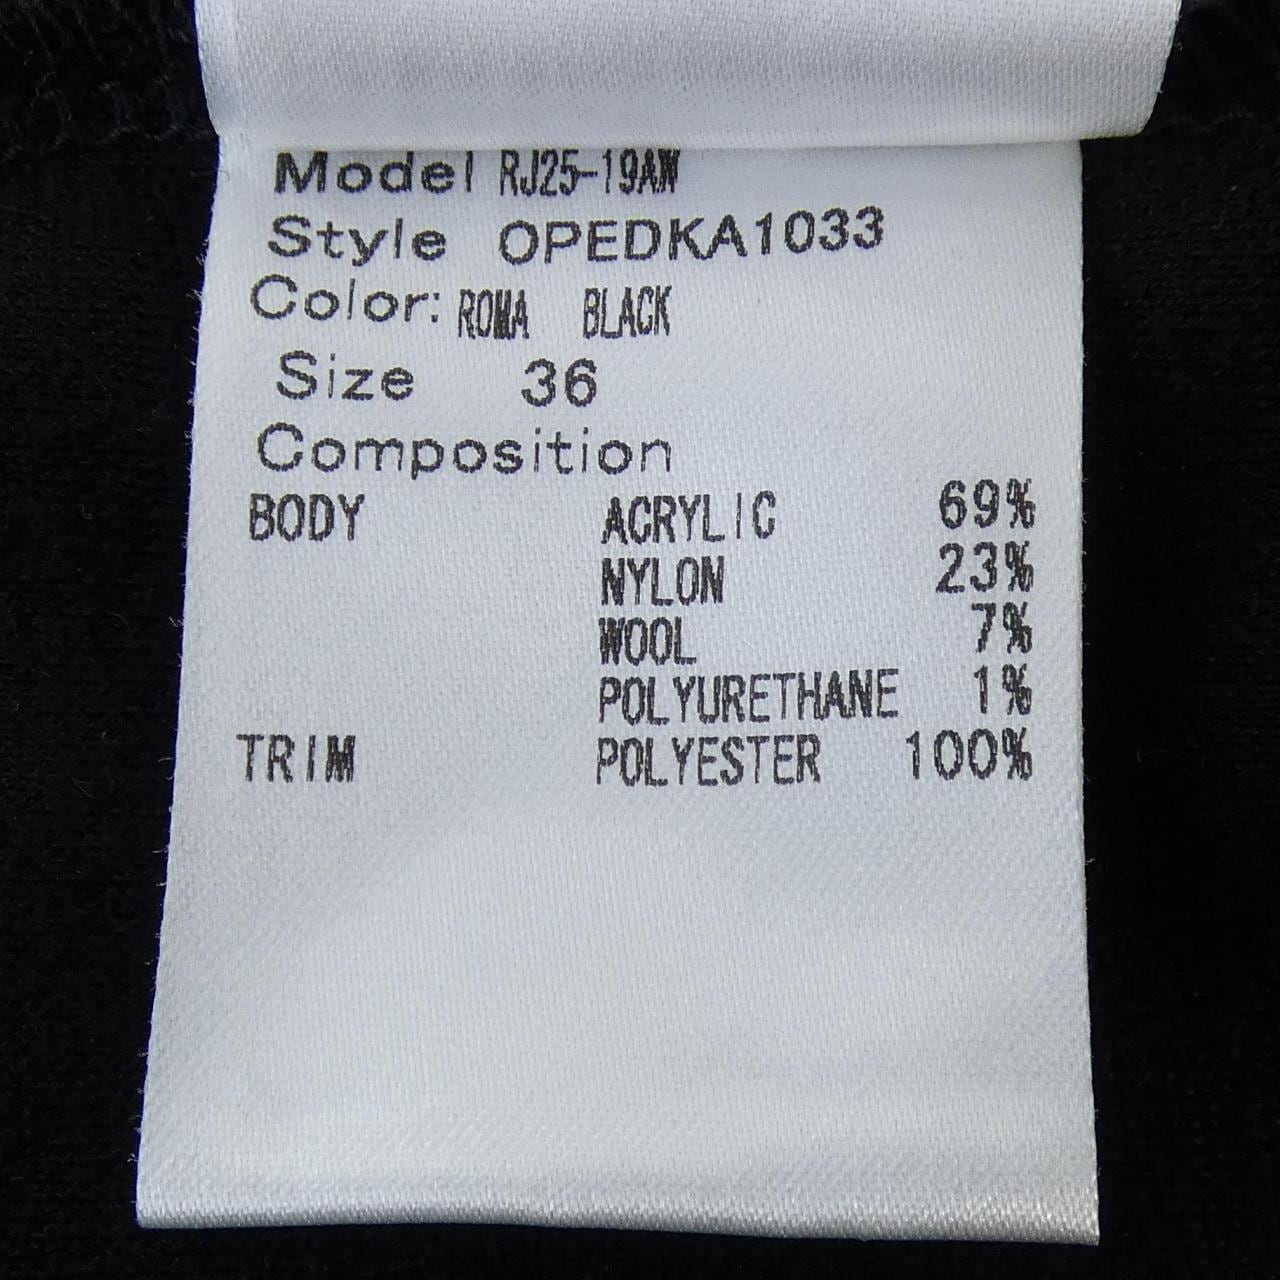 Model RJ25-19AW
Style OPEDKA1033
Color: ROMA BLACK
Size 36
Composition
BODY ACRYLIC 69%
NYLON 23%
WOOL 7%
POLYURETHANE 1%
TRIM POLYESTER 100%